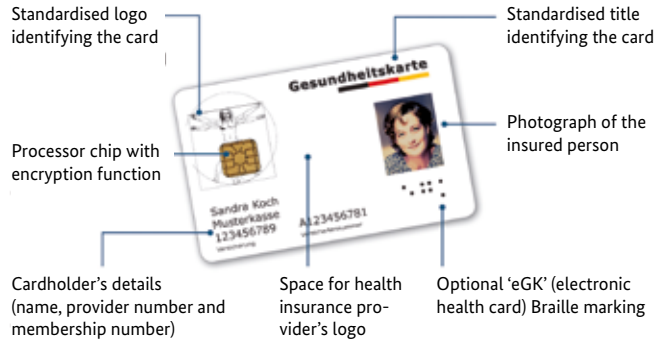 Standardised logo
identifying the card
Standardised title
identifying the card
Gesundheitskarte
Processor chip with
encryption function
Photograph of the
insured person
Sandra Koch
Musterkasse
123456789
Versicherung
A123456781
Versichertennummer
Cardholder's details
(name, provider number and
membership number)
Space for health
insurance pro-
vider's logo
Optional ‘eGK’ (electronic
health card) Braille marking